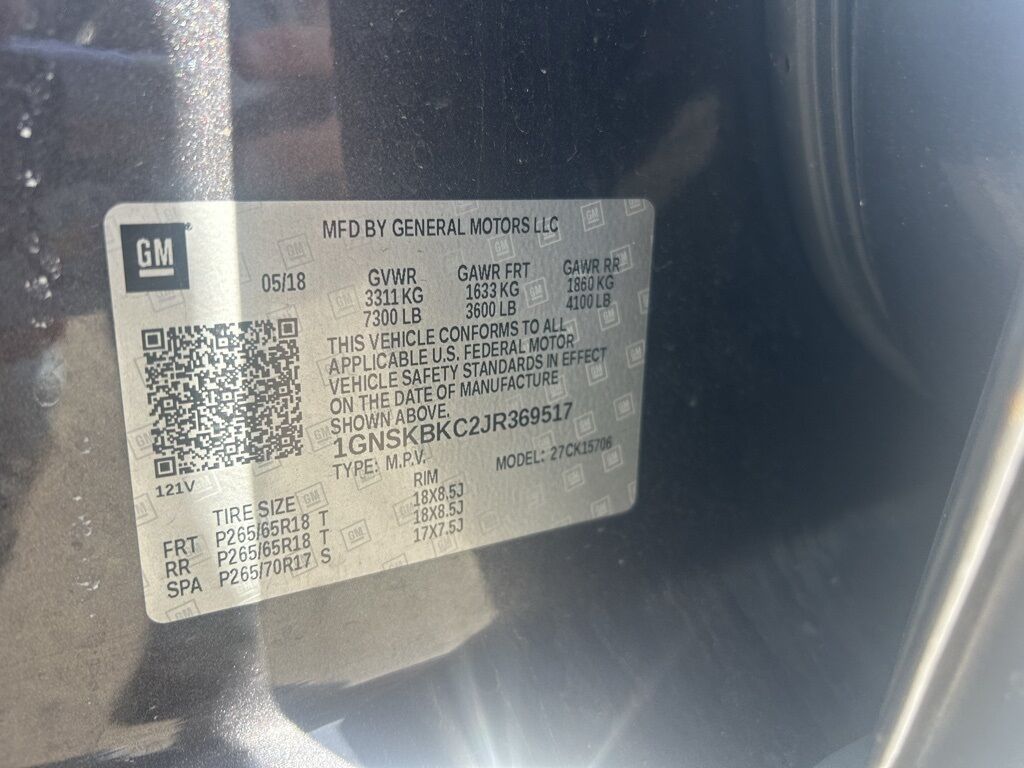 GM
MFD BY GENERAL MOTORS LLC
05/18
GVWR GAWR FRT GAWR RR
3311 KG 1633 KG 1860 KG
7300 LB 3600 LB 4100 LB
THIS VEHICLE CONFORMS TO ALL
APPLICABLE U.S. FEDERAL MOTOR
VEHICLE SAFETY STANDARDS IN EFFECT
ON THE DATE OF MANUFACTURE
SHOWN ABOVE.
1GNSKBKC2JR369517
TYPE: M.P.V. MODEL: 27CK15706
121V
TIRE SIZE RIM
FRT P265/65R18 T 18X8.5J
RR P265/65R18 T 18X8.5J
SPA P265/70R17 S 17X7.5J